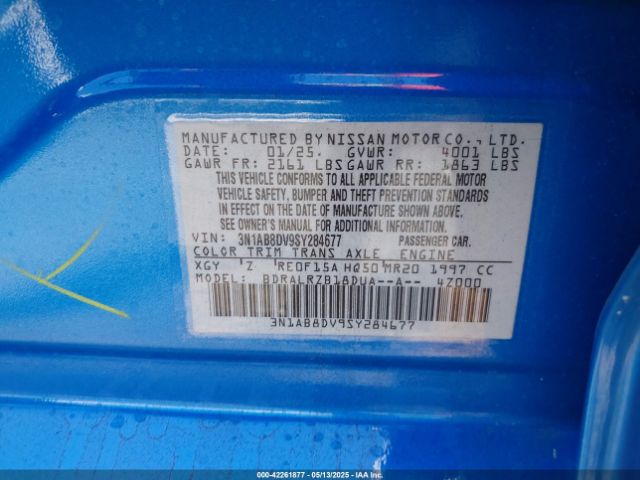 MANUFACTURED BY NISSAN MOTOR CO., LTD.
DATE: 01/25. GVWR: 4001 LBS
GAWR FR: 2161 LBS GAWR RR: 1863 LBS
THIS VEHICLE CONFORMS TO ALL APPLICABLE FEDERAL MOTOR
VEHICLE SAFETY, BUMPER AND THEFT PREVENTION STANDARDS
IN EFFECT ON THE DATE OF MANUFACTURE SHOWN ABOVE.
SEE OWNER'S MANUAL FOR ADDITIONAL INFORMATION
VIN: 3N1AB8DV9SY284677 PASSENGER CAR.
COLOR TRIM TRANS AXLE ENGINE
XGY 'Z 'RE0F15A HQ50 MR20 1997 CC
MODEL: BDRALRZB18DUA--A-- 4Z000
3N1AB8DV9SY284677
000-42261877 — 05/13/2025 — IAA Inc.